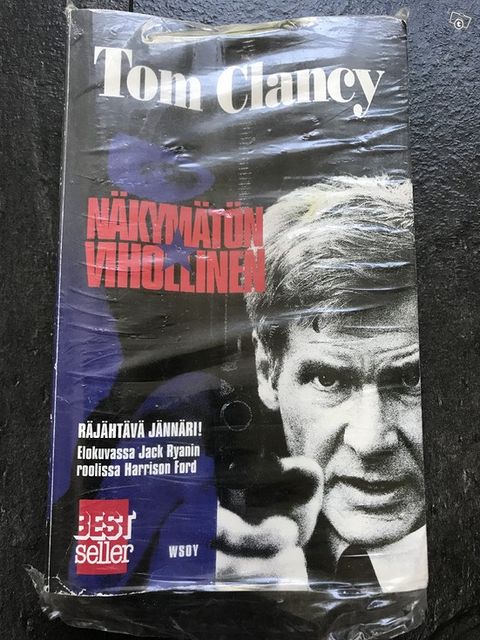 Tom Clancy
NÄKYMÄTÖN
VIHOLLINEN
RÄJÄHTÄVÄ JÄNNÄRI!
Elokuvassa Jack Ryanin
roolissa Harrison Ford
BEST
seller
WSOY